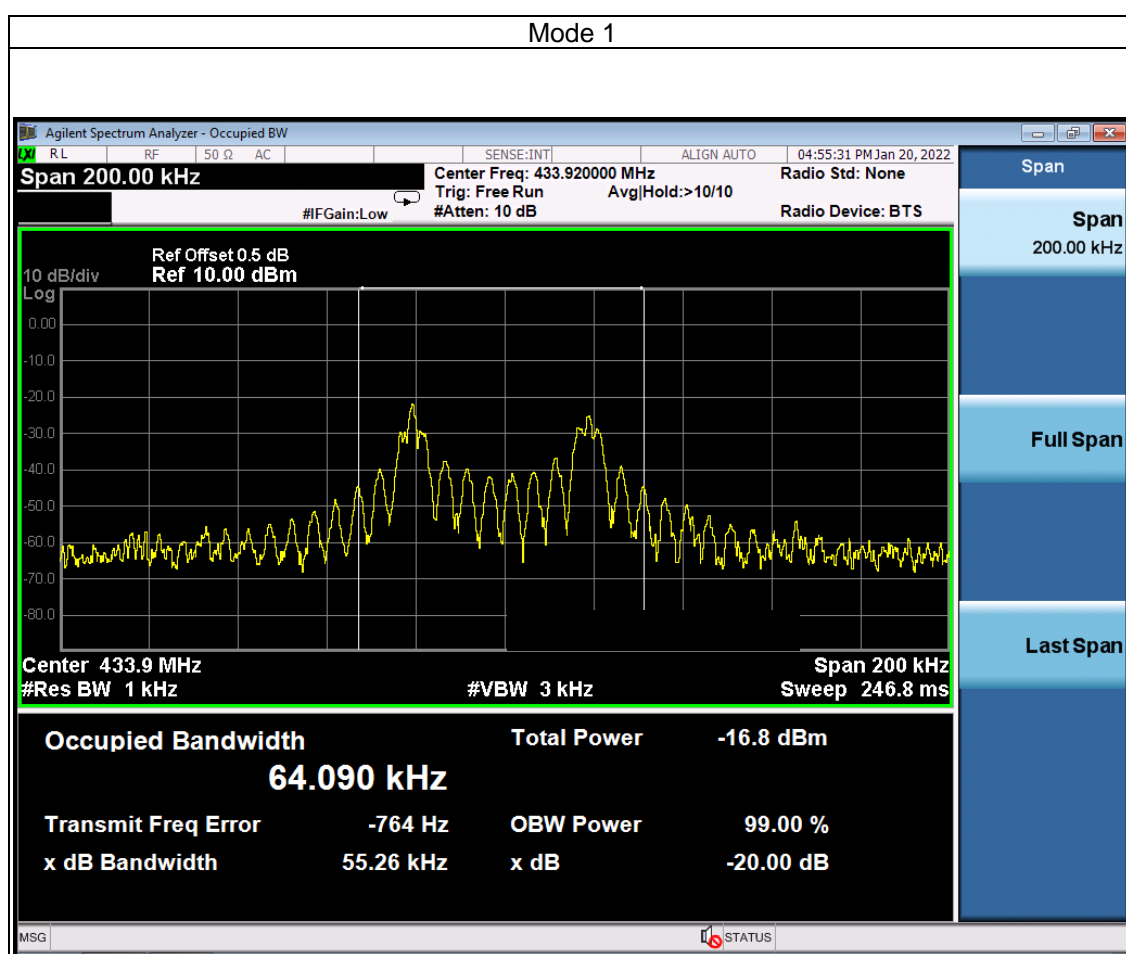 Mode 1
Agilent Spectrum Analyzer - Occupied BW
LXI RL RF 50 Ω AC SENSE:INT ALIGN AUTO 04:55:31 PM Jan 20, 2022
Span 200.00 kHz
Center Freq: 433.920000 MHz Radio Std: None
Trig: Free Run Avg|Hold:>10/10
#IFGain:Low #Atten: 10 dB Radio Device: BTS
Ref Offset 0.5 dB
10 dB/div Ref 10.00 dBm
Log
0.00
-10.0
-20.0
-30.0
-40.0
-50.0
-60.0
-70.0
-80.0
Center 433.9 MHz Span 200 kHz
#Res BW 1 kHz #VBW 3 kHz Sweep 246.8 ms
Occupied Bandwidth Total Power -16.8 dBm
64.090 kHz
Transmit Freq Error -764 Hz OBW Power 99.00 %
x dB Bandwidth 55.26 kHz x dB -20.00 dB
MSG STATUS
Span
Span
200.00 kHz
Full Span
Last Span